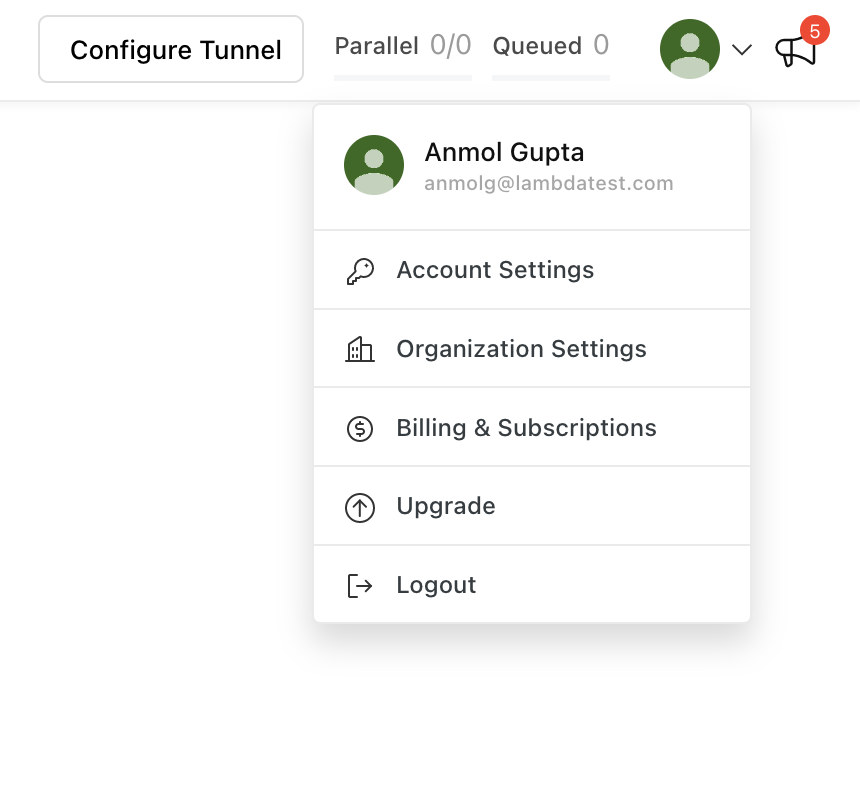 Configure Tunnel
Parallel 0/0 Queued 0
5
Anmol Gupta
anmolg@lambdatest.com
Account Settings
Organization Settings
Billing & Subscriptions
Upgrade
Logout